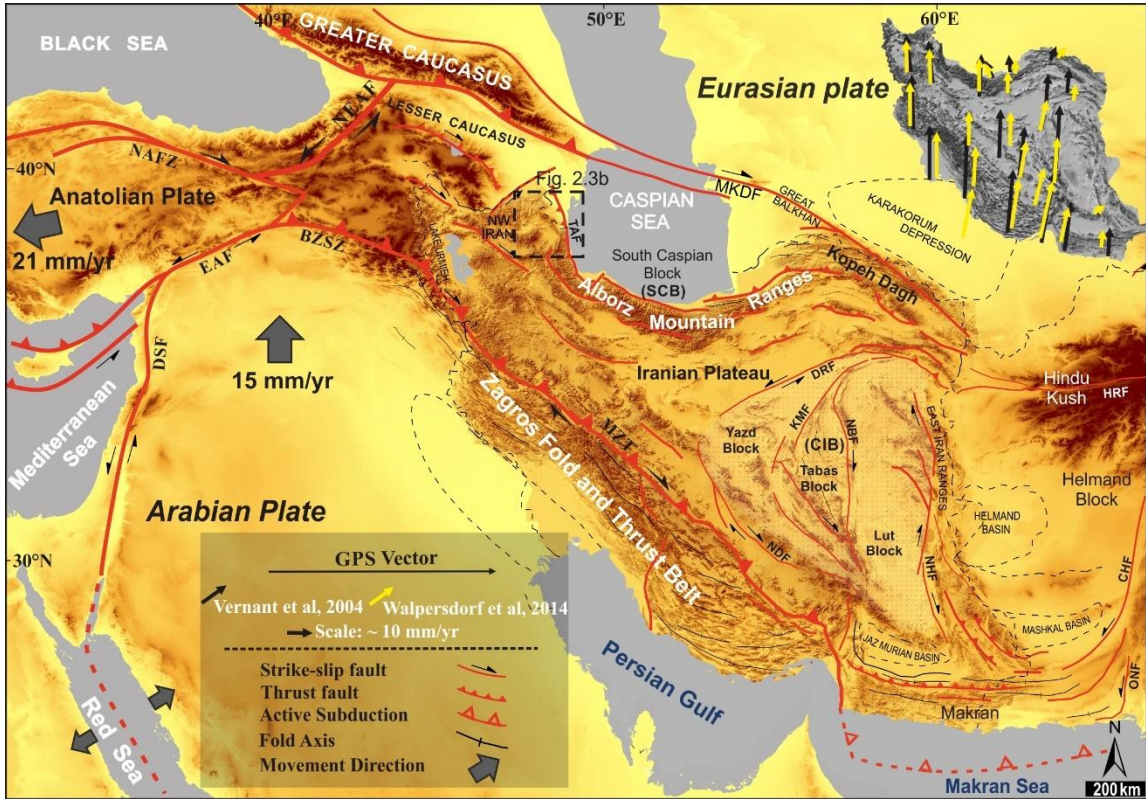 40°E
50°E
60°E
BLACK SEA
GREATER CAUCASUS
Eurasian plate
NEAF
LESSER CAUCASUS
40°N
NAFZ
Anatolian Plate
Fig. 2.3b
CASPIAN
SEA
MKDF
GREAT
BALKHAN
KARAKORUM
DEPRESSION
NW
IRAN
TAF
21 mm/yr
EAF
BZSZ
LAKE URMIEH
South Caspian
Block
(SCB)
Alborz
Mountain
Ranges
Kopeh Dagh
DSF
15 mm/yr
Iranian Plateau
DRF
Hindu
Kush
HRF
Mediterranean
Sea
Zagros Fold and Thrust Belt
MZT
Yazd
Block
KMF
(CIB)
NBF
Tabas
Block
EAST IRAN RANGES
Helmand
Block
HELMAND
BASIN
Arabian Plate
Lut
Block
NDF
NHF
CHF
30°N
GPS Vector
Vernant et al, 2004
Walpersdorf et al, 2014
Scale: ~ 10 mm/yr
Strike-slip fault
Thrust fault
Active Subduction
Fold Axis
Movement Direction
Red Sea
Persian Gulf
JAZ MURIAN BASIN
MASHKAL BASIN
ONF
Makran
N
Makran Sea
200 km